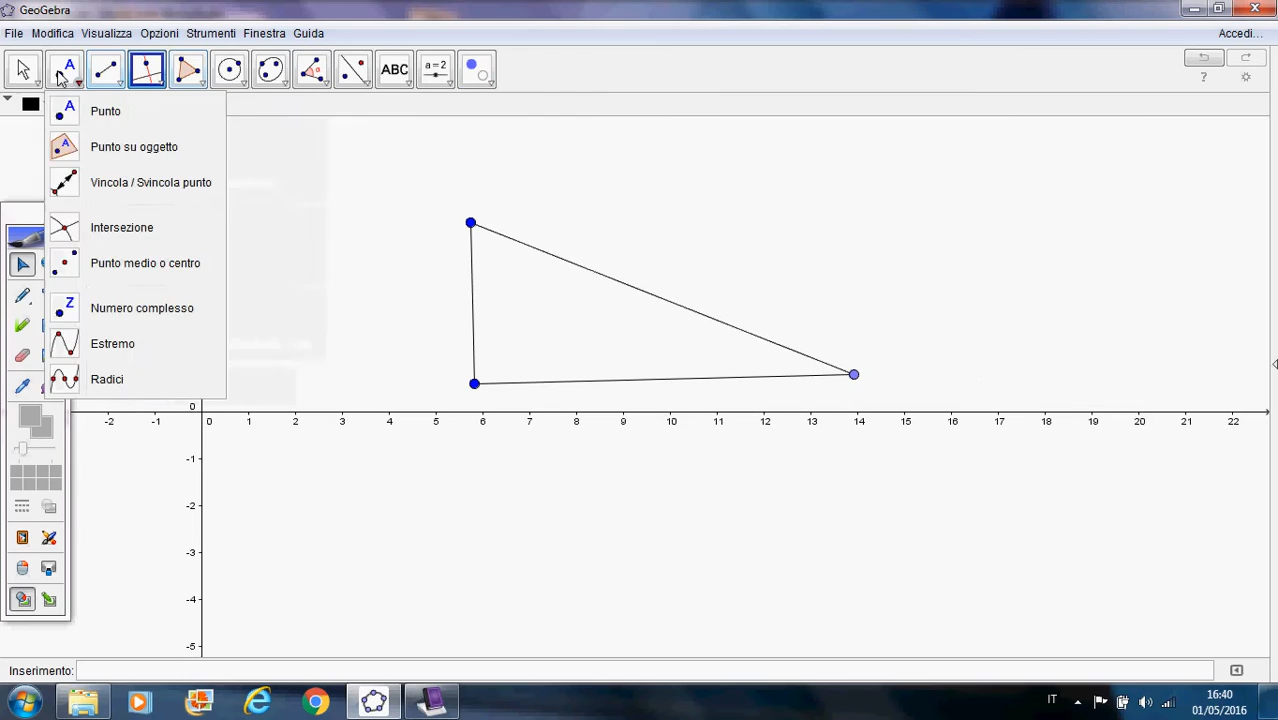 GeoGebra
File Modifica Visualizza Opzioni Strumenti Finestra Guida Accedi...
A ABC a=2
?
A Punto
A Punto su oggetto
Vincola / Svincola punto
Intersezione
Punto medio o centro
Z Numero complesso
Estremo
Radici
0
-2 -1 0 1 2 3 4 5 6 7 8 9 10 11 12 13 14 15 16 17 18 19 20 21 22
-1
-2
-3
-4
-5
Inserimento:
IT 16:40
01/05/2016